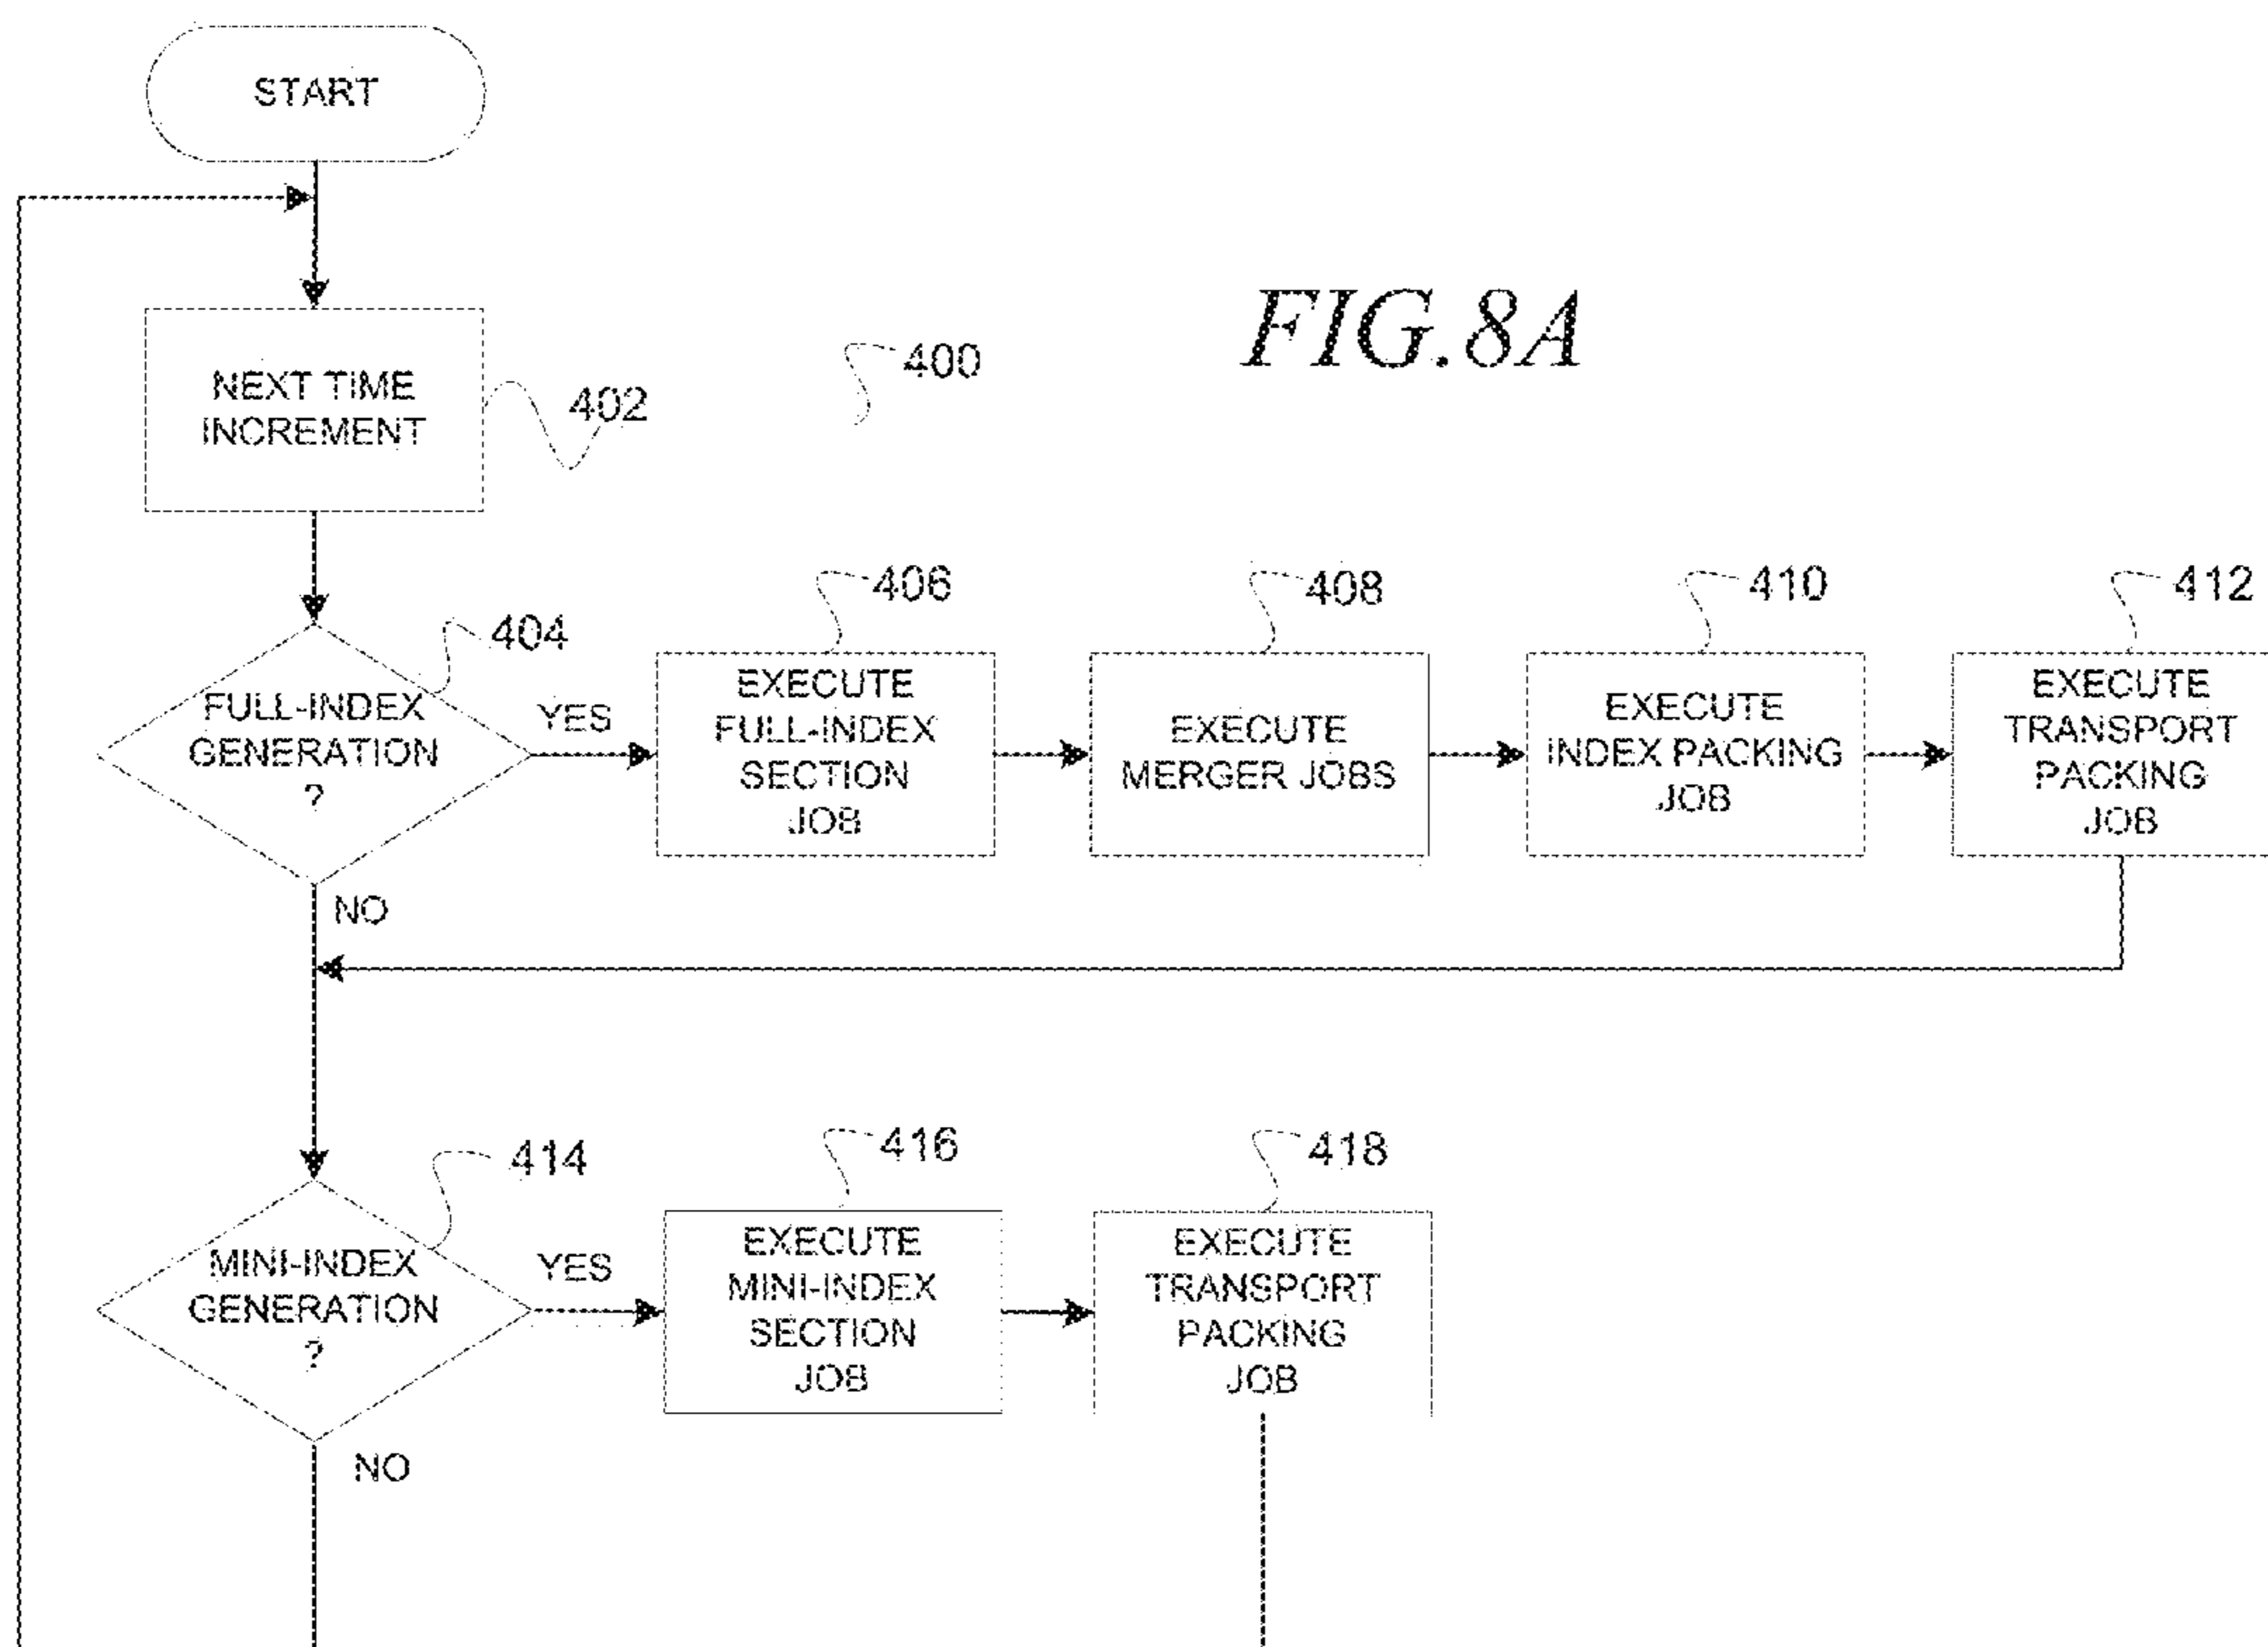 START
FIG.8A
400
NEXT TIME
INCREMENT
402
404
FULL-INDEX
GENERATION
?
YES
NO
406
EXECUTE
FULL-INDEX
SECTION
JOB
408
EXECUTE
MERGER JOBS
410
EXECUTE
INDEX PACKING
JOB
412
EXECUTE
TRANSPORT
PACKING
JOB
414
MINI-INDEX
GENERATION
?
YES
NO
416
EXECUTE
MINI-INDEX
SECTION
JOB
418
EXECUTE
TRANSPORT
PACKING
JOB